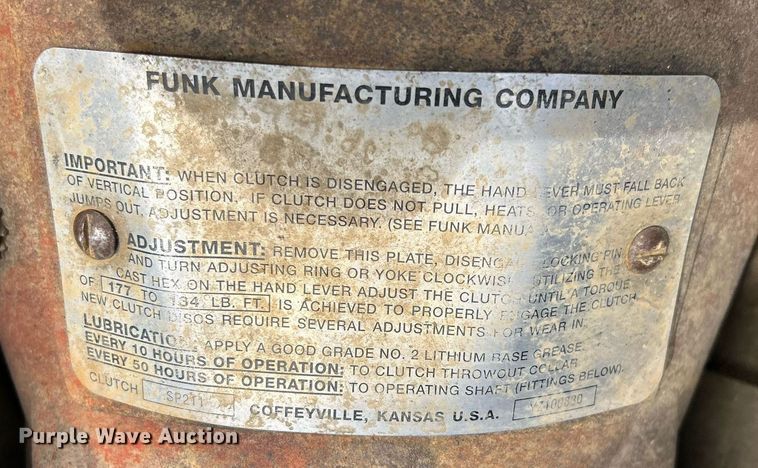 FUNK MANUFACTURING COMPANY
IMPORTANT: WHEN CLUTCH IS DISENGAGED, THE HAND LEVER MUST FALL BACK
OF VERTICAL POSITION. IF CLUTCH DOES NOT PULL, HEATS OR OPERATING LEVER
JUMPS OUT, ADJUSTMENT IS NECESSARY. (SEE FUNK MANUA
ADJUSTMENT: REMOVE THIS PLATE, DISENGA LOCKING PIN
AND TURN ADJUSTING RING OR YOKE CLOCKWIS UTILIZING THE
CAST HEX ON THE HAND LEVER ADJUST THE CLUTCH UNTIL A TORQUE
OF 177 TO 134 LB. FT. IS ACHIEVED TO PROPERLY ENGAGE THE CLUTCH
NEW CLUTCH DISCS REQUIRE SEVERAL ADJUSTMENTS FOR WEAR IN.
LUBRICATIO APPLY A GOOD GRADE NO. 2 LITHIUM BASE GREASE
EVERY 10 HOURS OF OPERATION: TO CLUTCH THROWOUT COLLAR
EVERY 50 HOURS OF OPERATION: TO OPERATING SHAFT (FITTINGS BELOW).
CLUTCH SP211
COFFEYVILLE, KANSAS U.S.A.
Purple Wave Auction